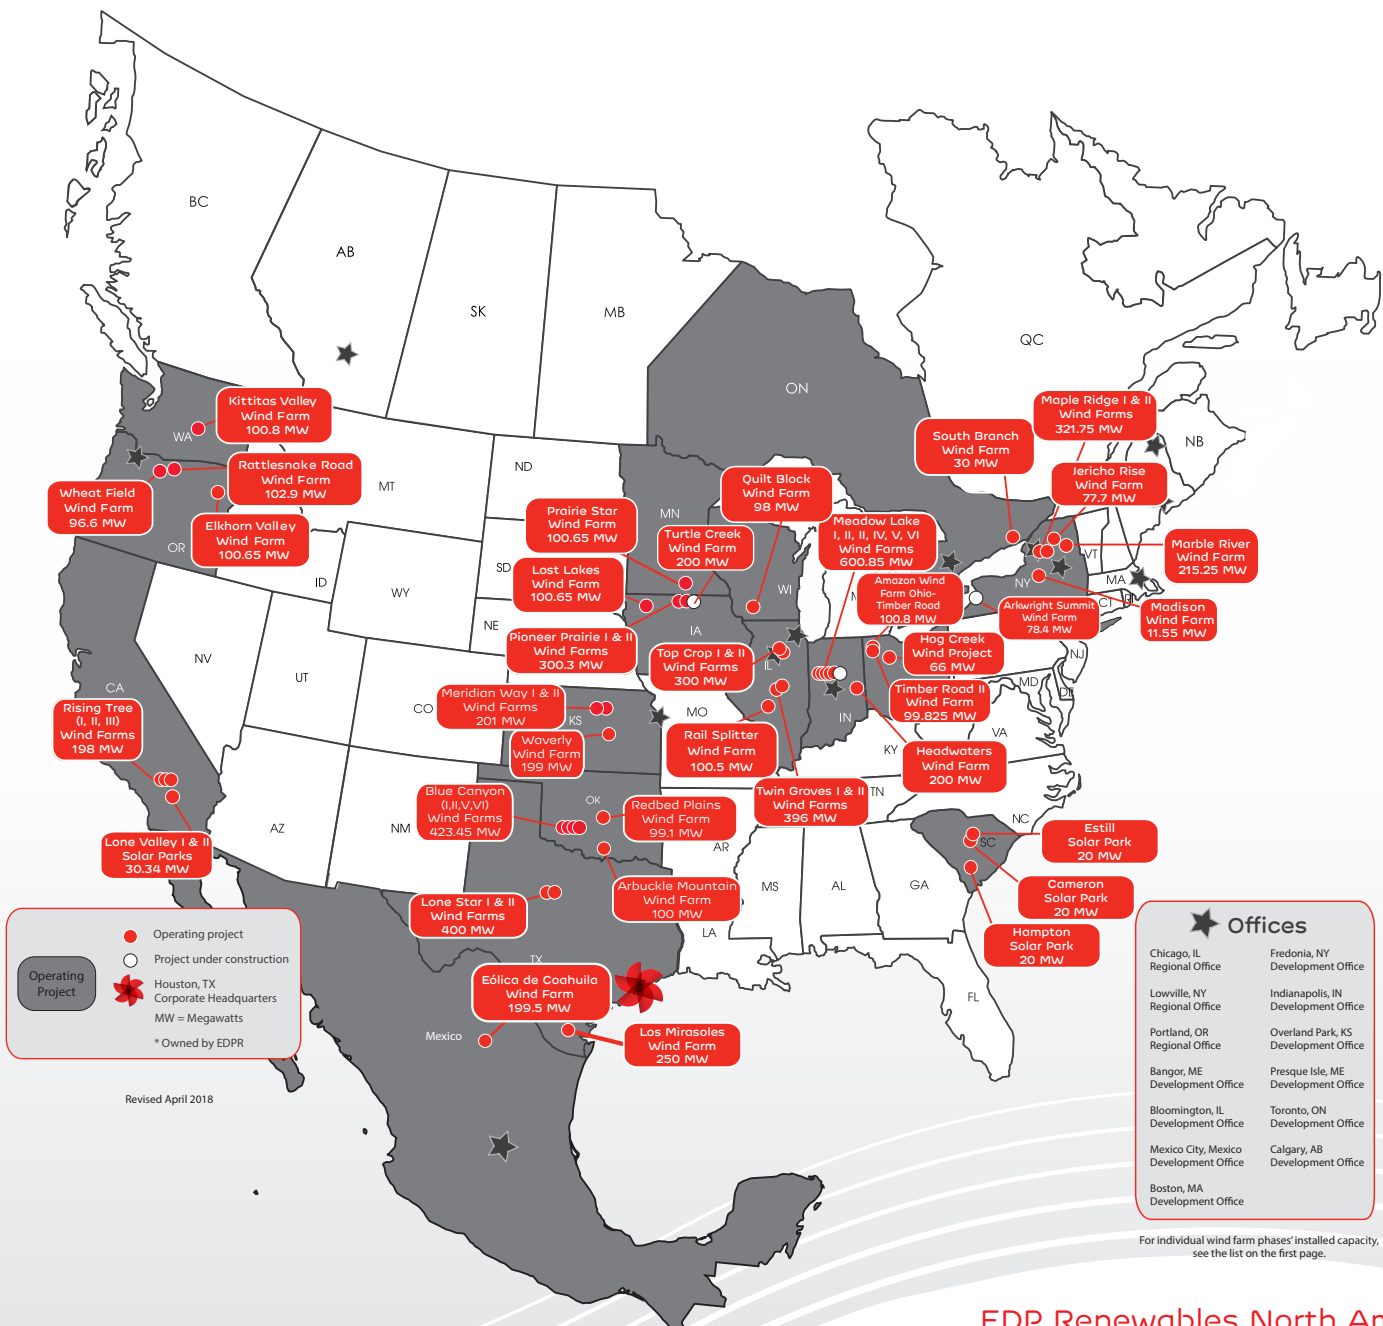 BC
AB
SK
MB
QC
ON
NB
Kittitas Valley
Wind Farm
100.8 MW
WA
Rattlesnake Road
Wind Farm
102.9 MW
Wheat Field
Wind Farm
96.6 MW
Elkhorn Valley
Wind Farm
100.65 MW
OR
MT
ND
ID
WY
SD
NE
NV
UT
CO
CA
AZ
NM
MN
WI
IA
IL
IN
MO
KS
OK
AR
KY
TN
MS
AL
GA
LA
FL
SC
NC
VA
MD
DE
NJ
NY
VT
MA
CT
RI
M
TX
Mexico
Prairie Star
Wind Farm
100.65 MW
Lost Lakes
Wind Farm
100.65 MW
Turtle Creek
Wind Farm
200 MW
Quilt Block
Wind Farm
98 MW
Pioneer Prairie I & II
Wind Farms
300.3 MW
Top Crop I & II
Wind Farms
300 MW
Meadow Lake
I, II, II, IV, V, VI
Wind Farms
600.85 MW
South Branch
Wind Farm
30 MW
Maple Ridge I & II
Wind Farms
321.75 MW
Jericho Rise
Wind Farm
77.7 MW
Marble River
Wind Farm
215.25 MW
Madison
Wind Farm
11.55 MW
Arkwright Summit
Wind Farm
78.4 MW
Amazon Wind
Farm Ohio-
Timber Road
100.8 MW
Hog Creek
Wind Project
66 MW
Timber Road II
Wind Farm
99.825 MW
Headwaters
Wind Farm
200 MW
Rail Splitter
Wind Farm
100.5 MW
Twin Groves I & II
Wind Farms
396 MW
Meridian Way I & II
Wind Farms
201 MW
Waverly
Wind Farm
199 MW
Rising Tree
(I, II, III)
Wind Farms
198 MW
Lone Valley I & II
Solar Parks
30.34 MW
Blue Canyon
(I,II,V,VI)
Wind Farms
423.45 MW
Redbed Plains
Wind Farm
99.1 MW
Arbuckle Mountain
Wind Farm
100 MW
Lone Star I & II
Wind Farms
400 MW
Eólica de Coahuila
Wind Farm
199.5 MW
Los Mirasoles
Wind Farm
250 MW
Estill
Solar Park
20 MW
Cameron
Solar Park
20 MW
Hampton
Solar Park
20 MW
Operating
Project
Operating project
Project under construction
Houston, TX
Corporate Headquarters
MW = Megawatts
* Owned by EDPR
Revised April 2018
Offices
Chicago, IL
Regional Office
Lowville, NY
Regional Office
Portland, OR
Regional Office
Bangor, ME
Development Office
Bloomington, IL
Development Office
Mexico City, Mexico
Development Office
Boston, MA
Development Office
Fredonia, NY
Development Office
Indianapolis, IN
Development Office
Overland Park, KS
Development Office
Presque Isle, ME
Development Office
Toronto, ON
Development Office
Calgary, AB
Development Office
For individual wind farm phases' installed capacity,
see the list on the first page.
EDP Renewables North Am